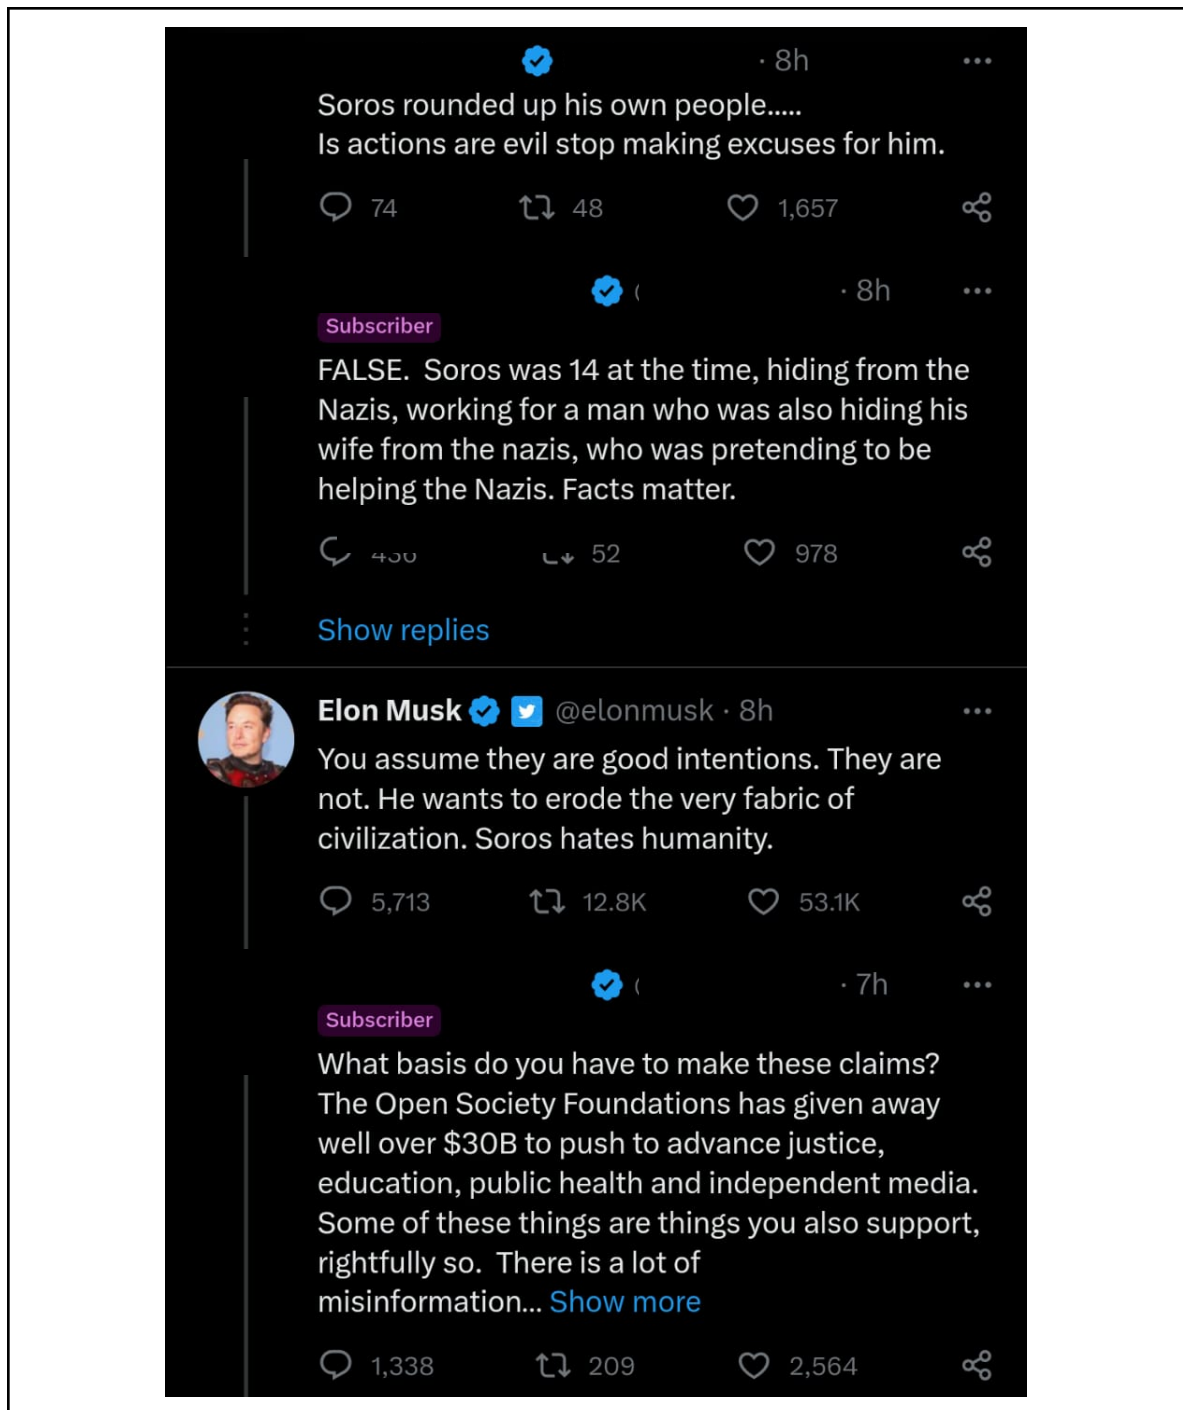 · 8h
Soros rounded up his own people.....
Is actions are evil stop making excuses for him.
74 48 1,657
· 8h
Subscriber
FALSE. Soros was 14 at the time, hiding from the
Nazis, working for a man who was also hiding his
wife from the nazis, who was pretending to be
helping the Nazis. Facts matter.
52 978
Show replies
Elon Musk @elonmusk · 8h
You assume they are good intentions. They are
not. He wants to erode the very fabric of
civilization. Soros hates humanity.
5,713 12.8K 53.1K
· 7h
Subscriber
What basis do you have to make these claims?
The Open Society Foundations has given away
well over $30B to push to advance justice,
education, public health and independent media.
Some of these things are things you also support,
rightfully so. There is a lot of
misinformation... Show more
1,338 209 2,564